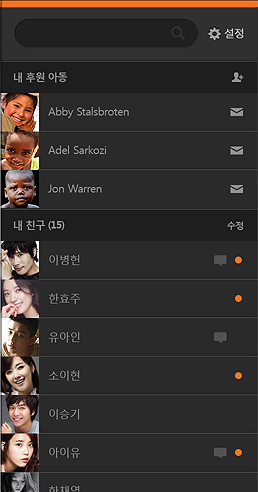 설정
내 후원 아동
Abby Stalsbroten
Adel Sarkozi
Jon Warren
내 친구 (15) 수정
이병헌
한효주
유아인
소이현
이승기
아이유
한채영